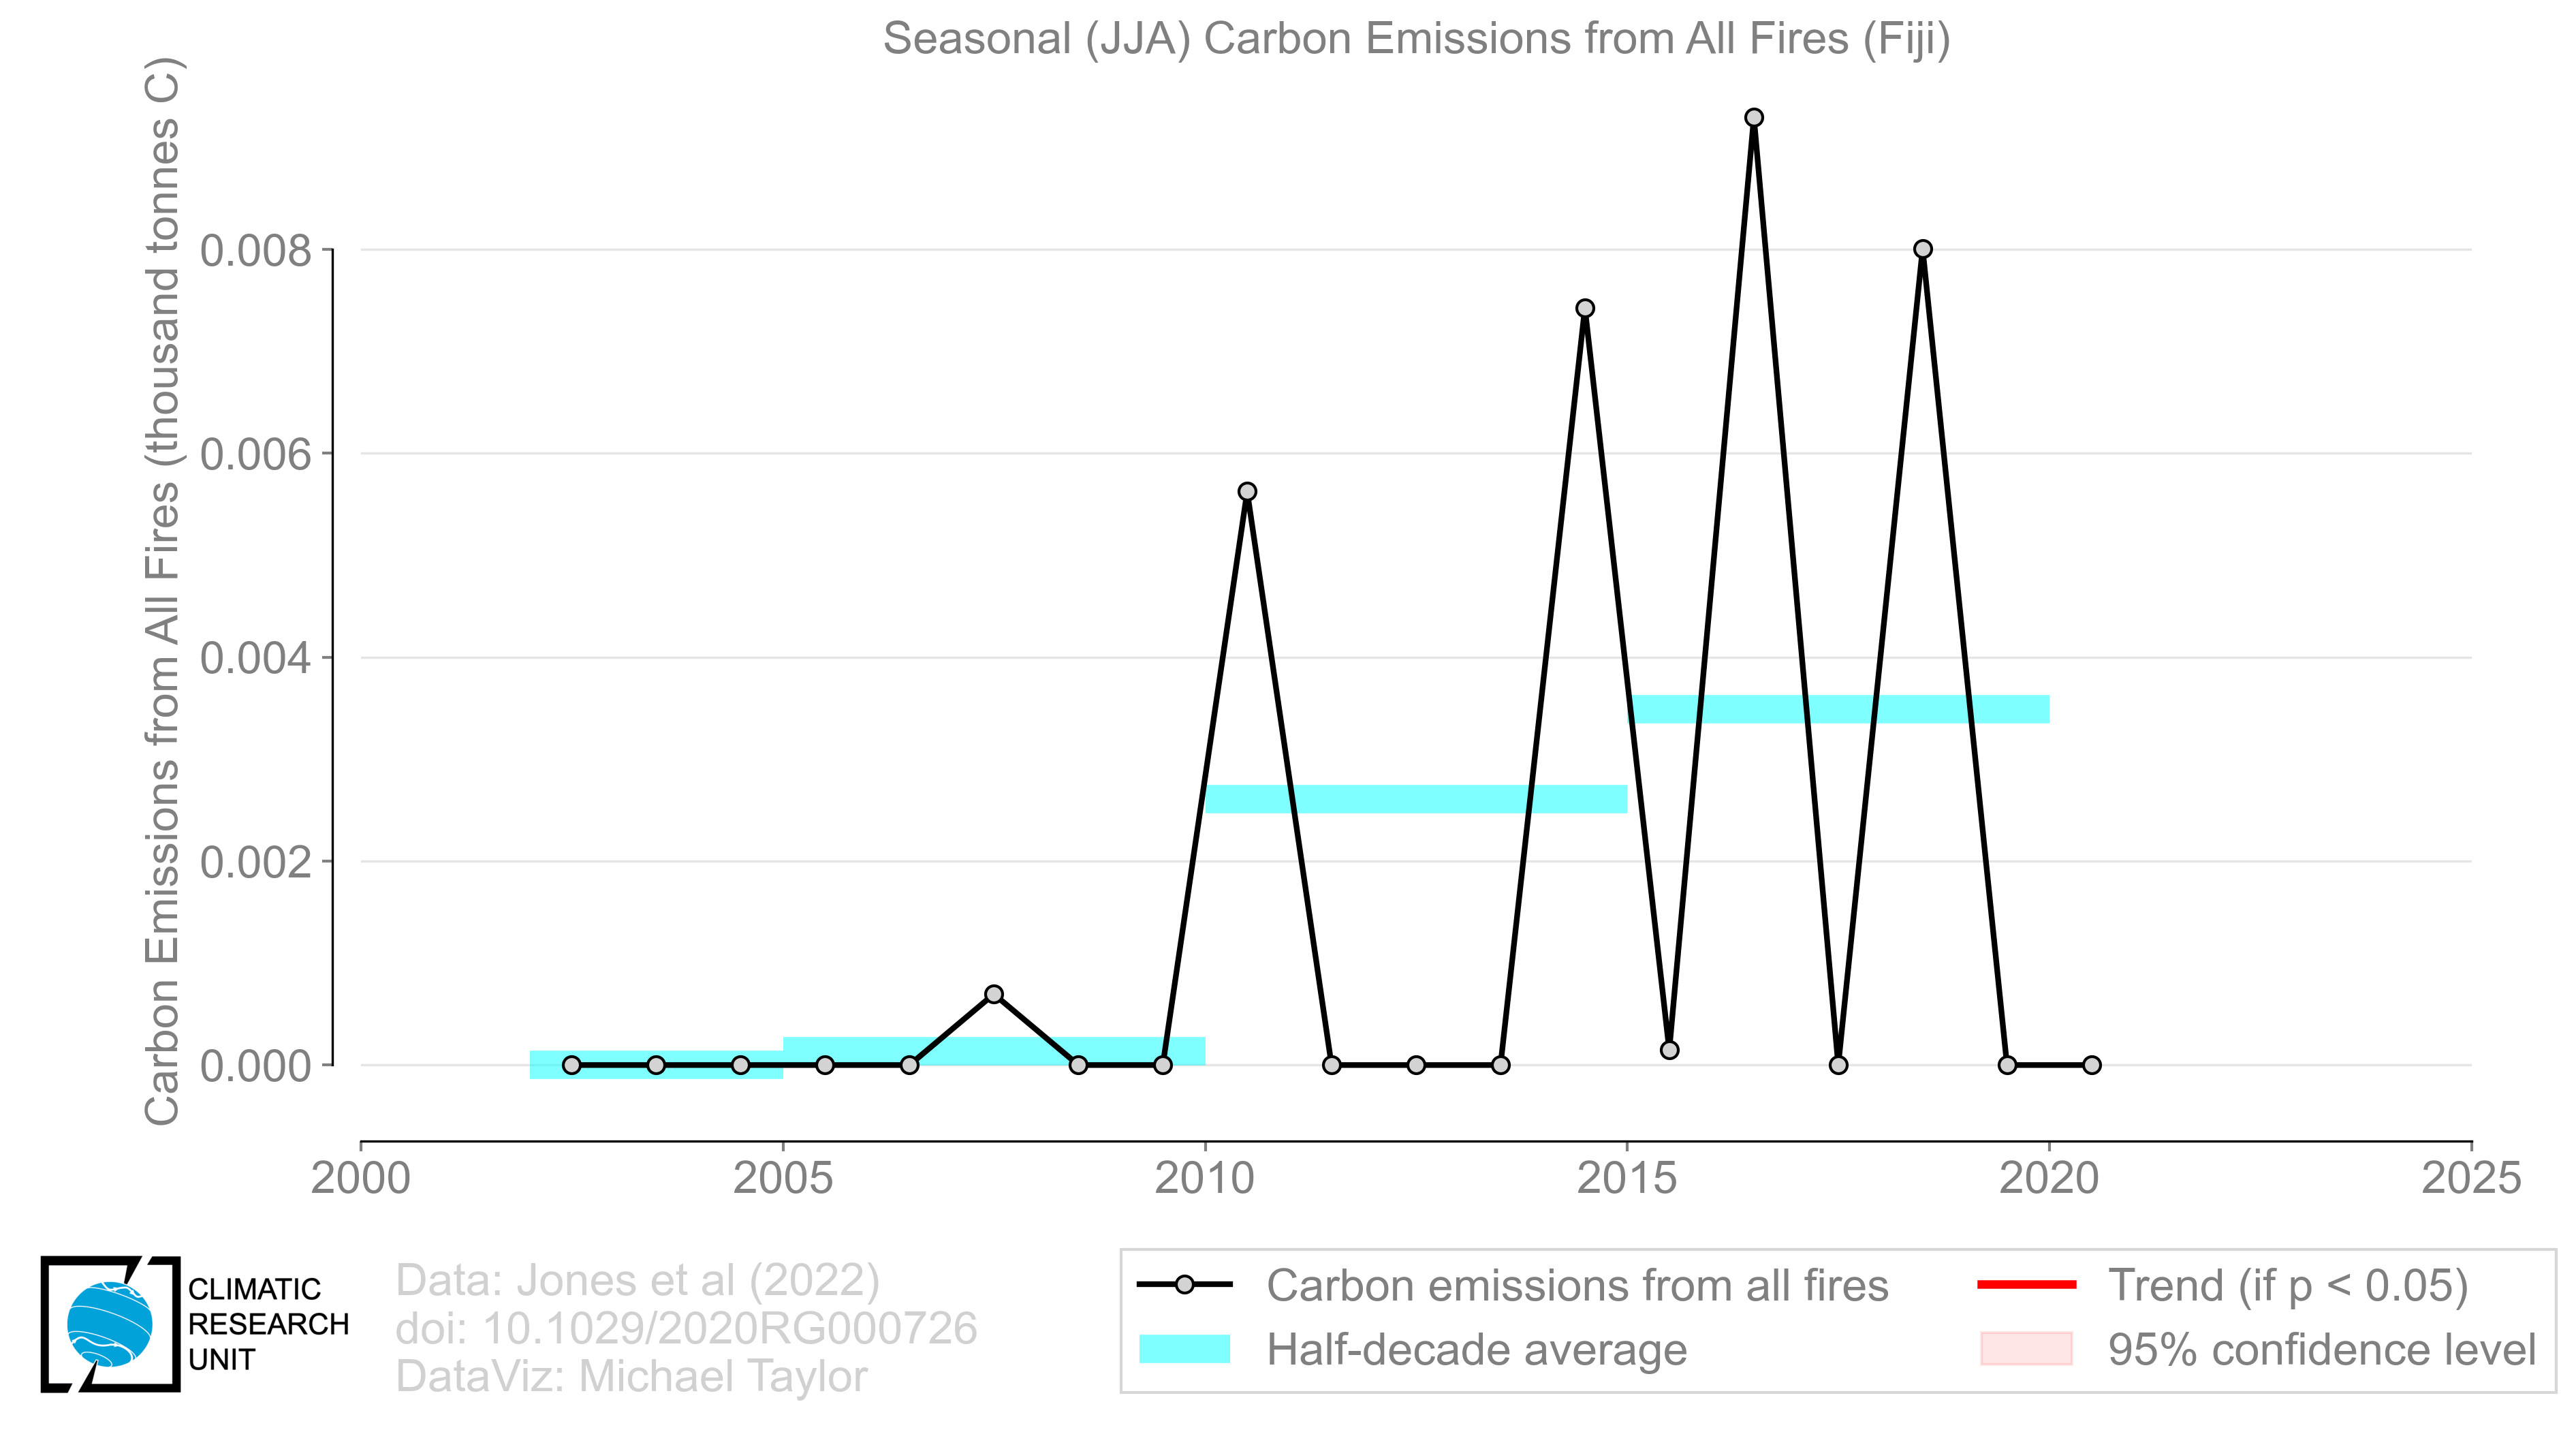 Seasonal (JJA) Carbon Emissions from All Fires (Fiji)
Carbon Emissions from All Fires (thousand tonnes C)
0.008
0.006
0.004
0.002
0.000
2000
2005
2010
2015
2020
2025
CLIMATIC
RESEARCH
UNIT
Data: Jones et al (2022)
doi: 10.1029/2020RG000726
DataViz: Michael Taylor
Carbon emissions from all fires
Half-decade average
Trend (if p < 0.05)
95% confidence level